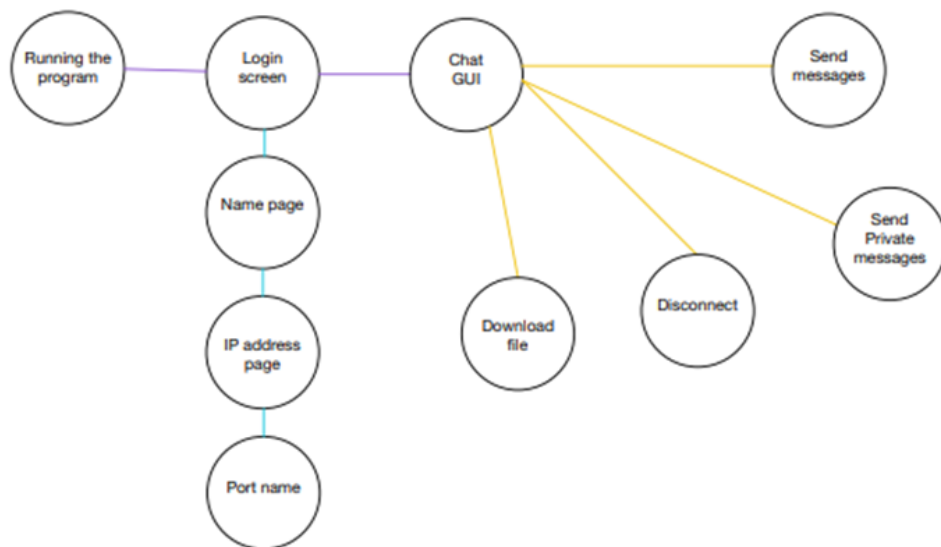 Running the
program
Login
screen
Chat
GUI
Send
messages
Name page
Send
Private
messages
Download
file
Disconnect
IP address
page
Port name